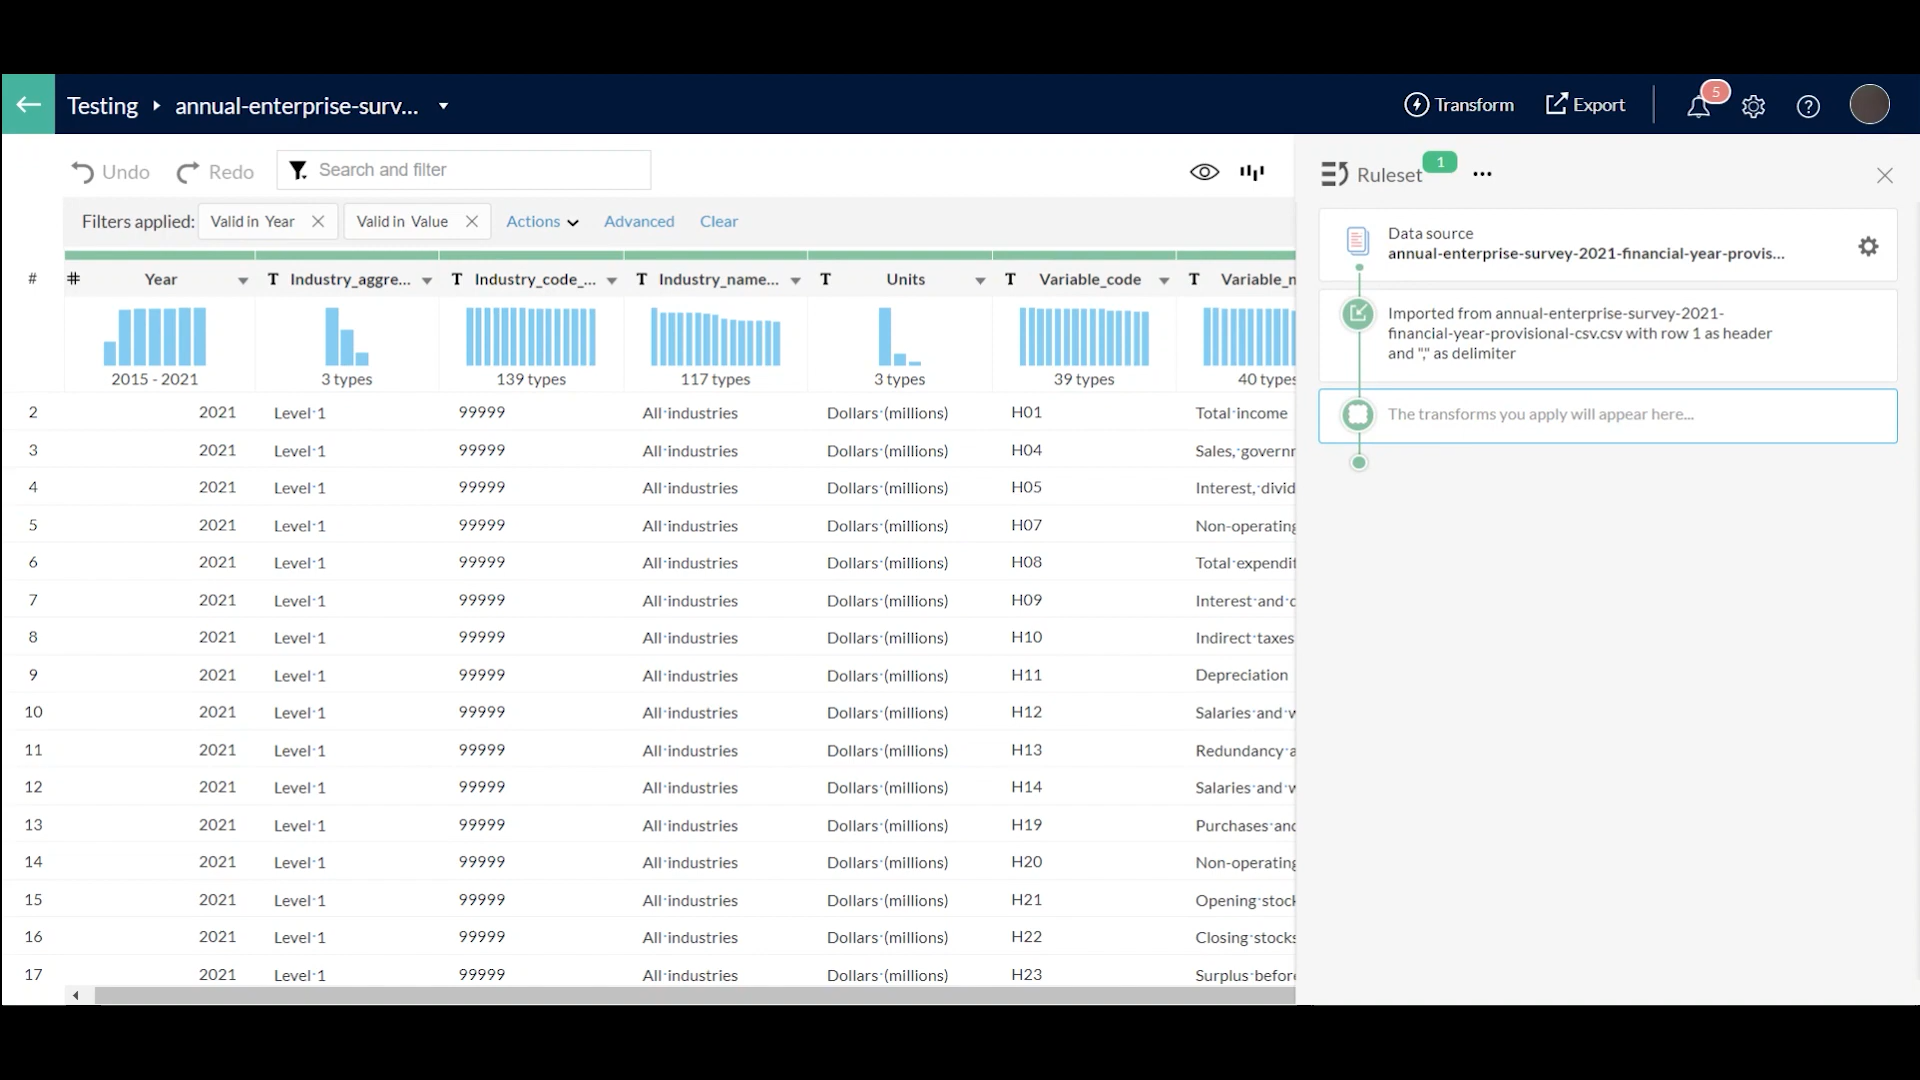 Testing annual-enterprise-surv... Transform Export 5
Undo Redo Search and filter
Filters applied: Valid in Year Valid in Value Actions Advanced Clear
# # Year T Industry_aggre... T Industry_code_... T Industry_name... T Units T Variable_code T Variable_n
2015 - 2021 3 types 139 types 117 types 3 types 39 types 40 types
2 2021 Level·1 99999 All·industries Dollars·(millions) H01 Total·income
3 2021 Level·1 99999 All·industries Dollars·(millions) H04 Sales,·governm
4 2021 Level·1 99999 All·industries Dollars·(millions) H05 Interest,·divid
5 2021 Level·1 99999 All·industries Dollars·(millions) H07 Non-operating
6 2021 Level·1 99999 All·industries Dollars·(millions) H08 Total·expendit
7 2021 Level·1 99999 All·industries Dollars·(millions) H09 Interest·and·d
8 2021 Level·1 99999 All·industries Dollars·(millions) H10 Indirect·taxes
9 2021 Level·1 99999 All·industries Dollars·(millions) H11 Depreciation
10 2021 Level·1 99999 All·industries Dollars·(millions) H12 Salaries·and·w
11 2021 Level·1 99999 All·industries Dollars·(millions) H13 Redundancy·a
12 2021 Level·1 99999 All·industries Dollars·(millions) H14 Salaries·and·w
13 2021 Level·1 99999 All·industries Dollars·(millions) H19 Purchases·and
14 2021 Level·1 99999 All·industries Dollars·(millions) H20 Non-operating
15 2021 Level·1 99999 All·industries Dollars·(millions) H21 Opening·stock
16 2021 Level·1 99999 All·industries Dollars·(millions) H22 Closing·stocks
17 2021 Level·1 99999 All·industries Dollars·(millions) H23 Surplus·before
Ruleset 1 ...
Data source
annual-enterprise-survey-2021-financial-year-provis...
Imported from annual-enterprise-survey-2021-
financial-year-provisional-csv.csv with row 1 as header
and "," as delimiter
The transforms you apply will appear here...